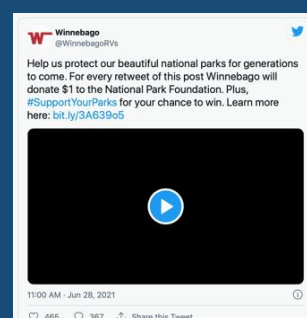 Winnebago
@WinnebagoRVs
Help us protect our beautiful national parks for generations
to come. For every retweet of this post Winnebago will
donate $1 to the National Park Foundation. Plus,
#SupportYourParks for your chance to win. Learn more
here: bit.ly/3A639o5
11:00 AM · Jun 28, 2021
465 367 Share this Tweet